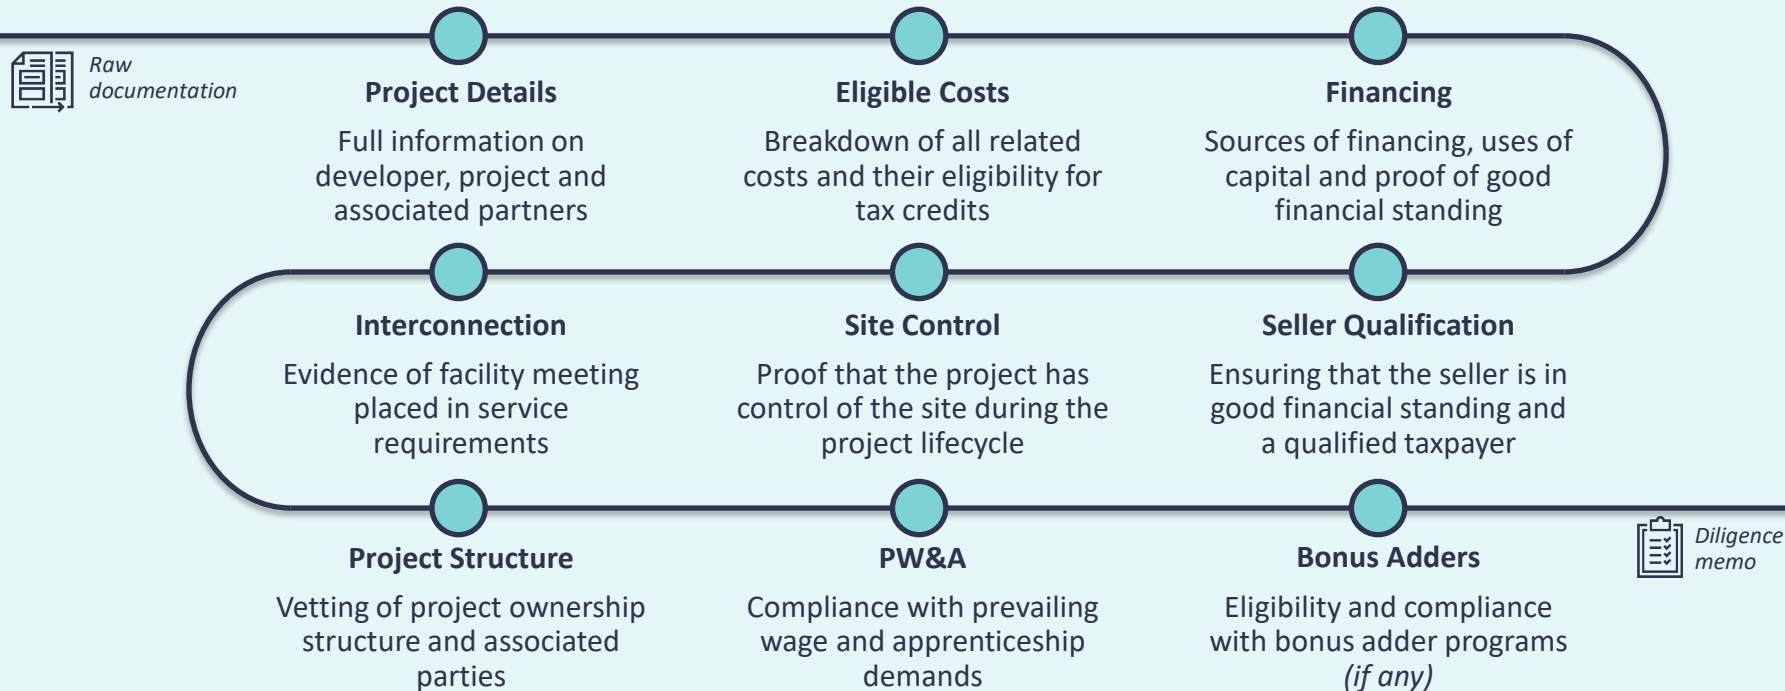 Raw
documentation
Project Details
Full information on
developer, project and
associated partners
Eligible Costs
Breakdown of all related
costs and their eligibility for
tax credits
Financing
Sources of financing, uses of
capital and proof of good
financial standing
Interconnection
Evidence of facility meeting
placed in service
requirements
Site Control
Proof that the project has
control of the site during the
project lifecycle
Seller Qualification
Ensuring that the seller is in
good financial standing and
a qualified taxpayer
Project Structure
Vetting of project ownership
structure and associated
parties
PW&A
Compliance with prevailing
wage and apprenticeship
demands
Bonus Adders
Eligibility and compliance
with bonus adder programs
(if any)
Diligence
memo